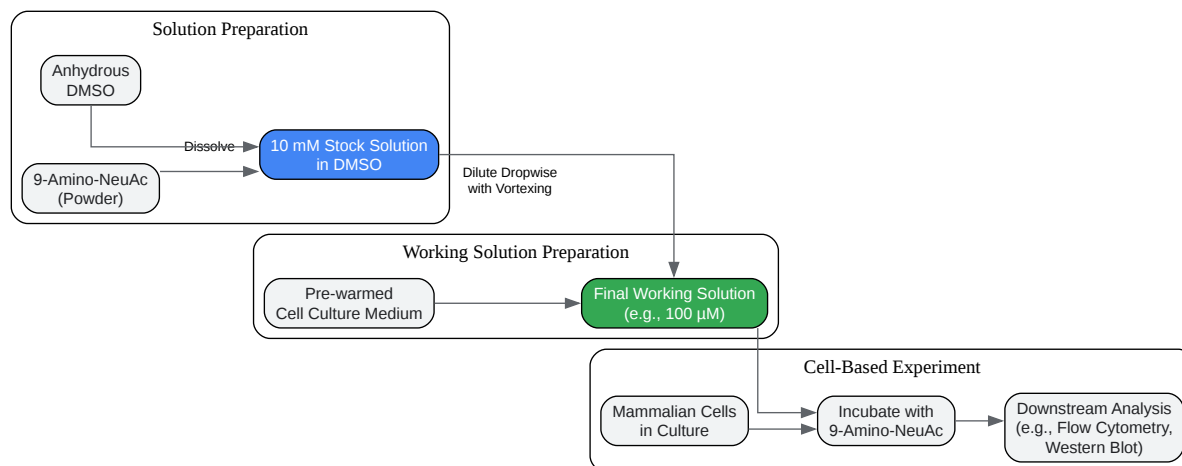 Solution Preparation
Anhydrous
DMSO
Dissolve
10 mM Stock Solution
in DMSO
9-Amino-NeuAc
(Powder)
Dilute Dropwise
with Vortexing
Working Solution Preparation
Pre-warmed
Cell Culture Medium
Final Working Solution
(e.g., 100 µM)
Cell-Based Experiment
Mammalian Cells
in Culture
Incubate with
9-Amino-NeuAc
Downstream Analysis
(e.g., Flow Cytometry,
Western Blot)